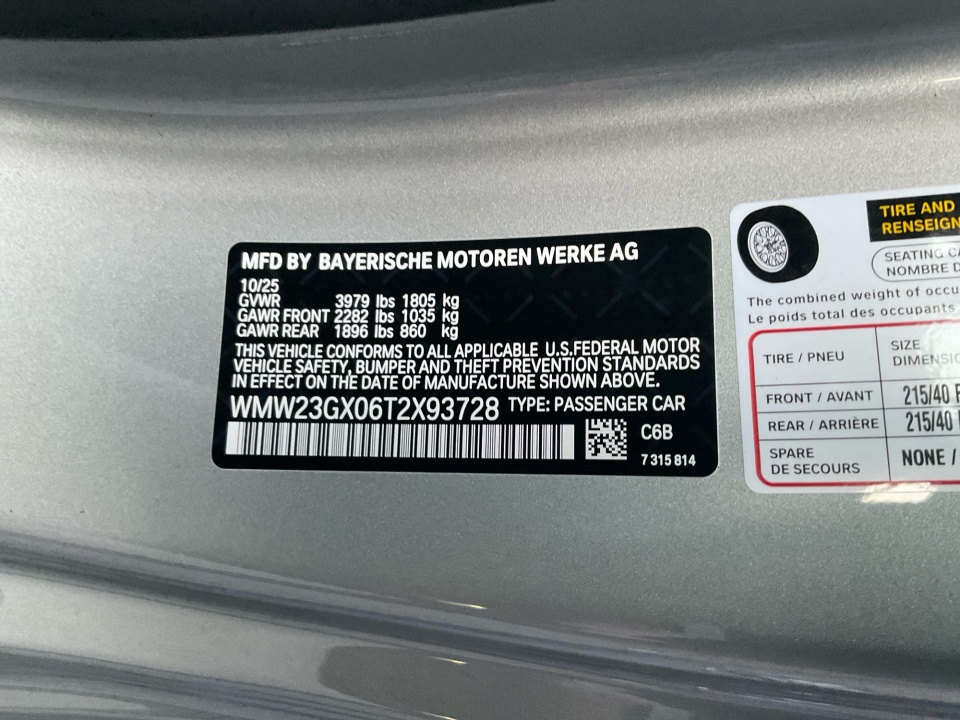 MFD BY BAYERISCHE MOTOREN WERKE AG
10/25
GVWR 3979 lbs 1805 kg
GAWR FRONT 2282 lbs 1035 kg
GAWR REAR 1896 lbs 860 kg
THIS VEHICLE CONFORMS TO ALL APPLICABLE U.S.FEDERAL MOTOR
VEHICLE SAFETY, BUMPER AND THEFT PREVENTION STANDARDS
IN EFFECT ON THE DATE OF MANUFACTURE SHOWN ABOVE.
WMW23GX06T2X93728 TYPE: PASSENGER CAR
C6B
7 315 814
TIRE AND
RENSEIGN
SEATING CA
NOMBRE D
The combined weight of occu
Le poids total des occupants
TIRE / PNEU SIZE
DIMENSIO
FRONT / AVANT 215/40
REAR / ARRIÈRE 215/40
SPARE
DE SECOURS NONE /